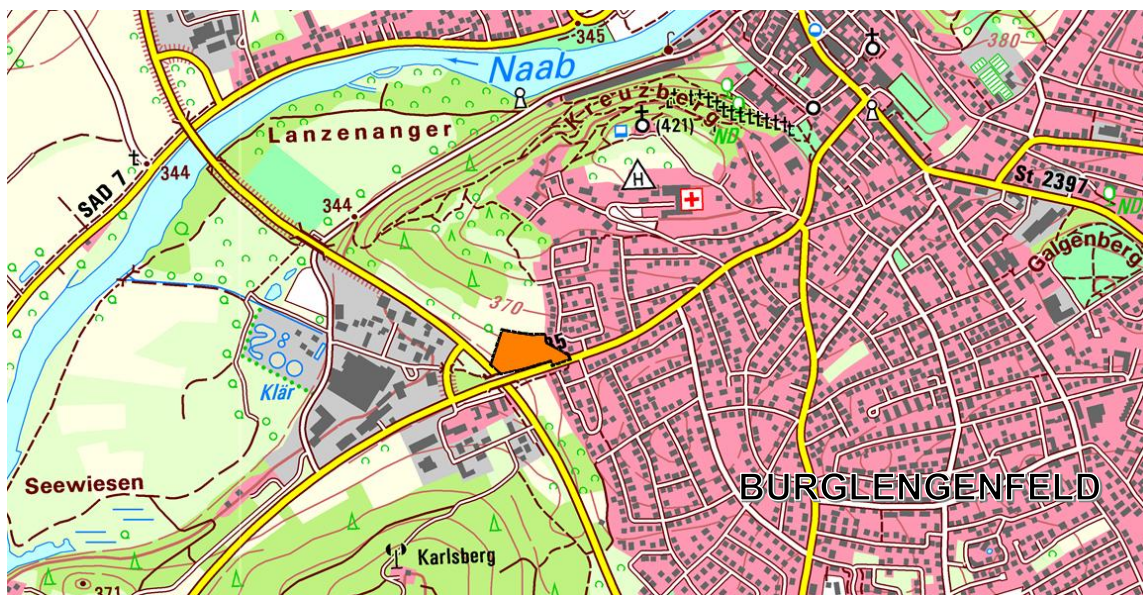 345
380
Naab
Kreuzberg
(421)
ND
Lanzenanger
344
SAD 7
H
St 2397
ND
344
Galgenberg
370
Klär
BURGLENGENFELD
Seewiesen
Karlsberg
371